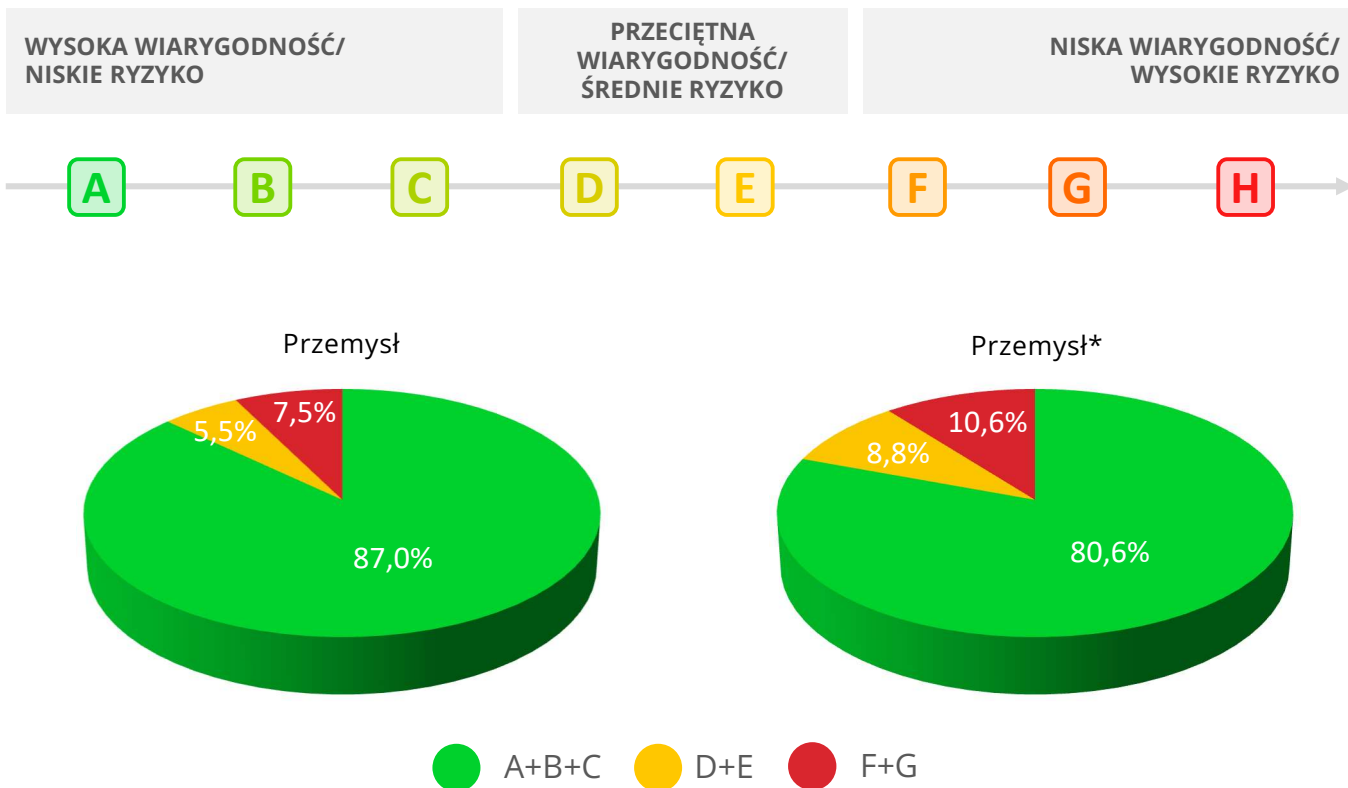 WYSOKA WIARYGODNOŚĆ/
NISKIE RYZYKO
PRZECIĘTNA
WIARYGODNOŚĆ/
ŚREDNIE RYZYKO
NISKA WIARYGODNOŚĆ/
WYSOKIE RYZYKO
A B C D E F G H
Przemysł
5,5%
7,5%
87,0%
Przemysł*
8,8%
10,6%
80,6%
A+B+C D+E F+G